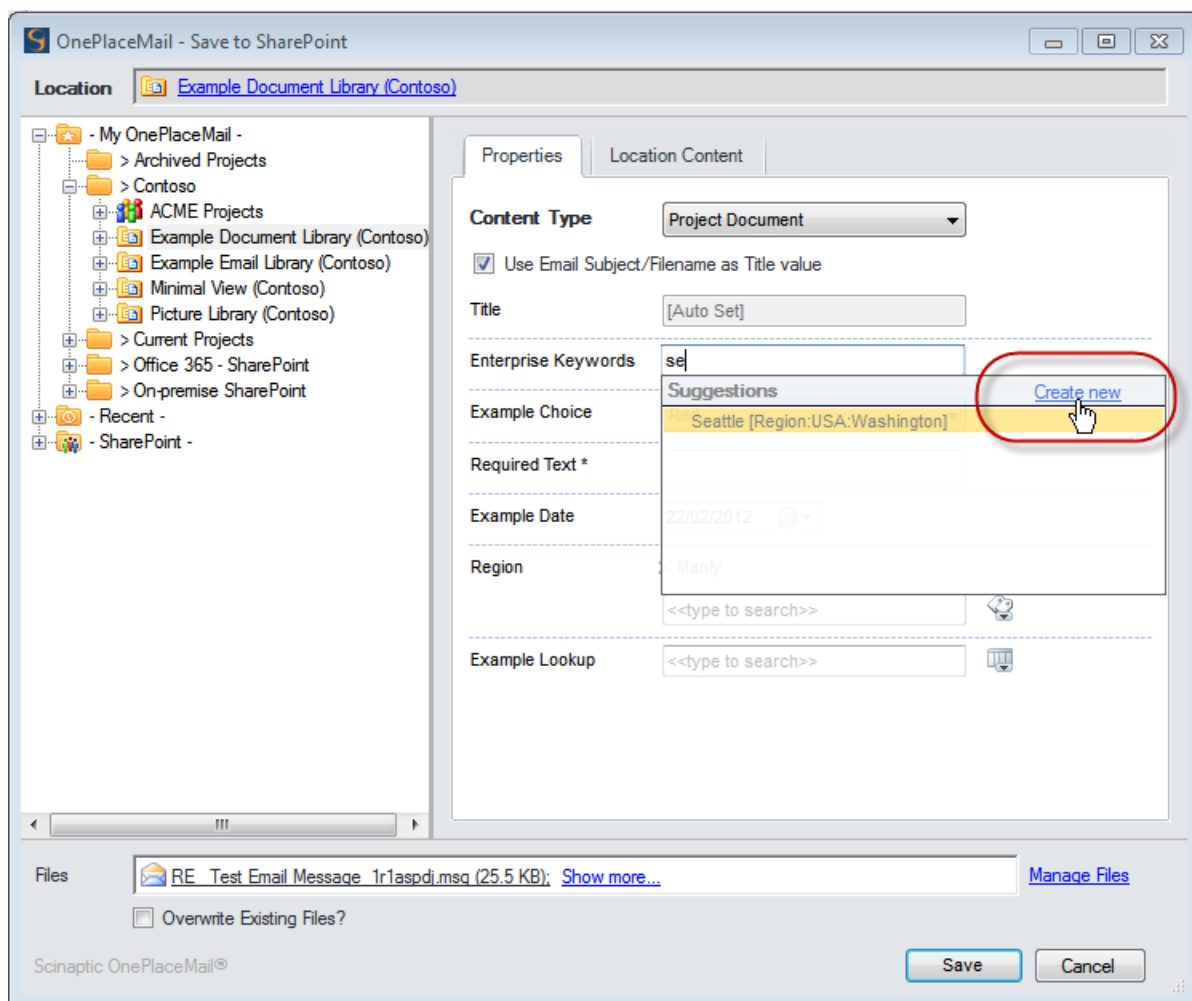 OnePlaceMail - Save to SharePoint
Location Example Document Library (Contoso)
- My OnePlaceMail -
> Archived Projects
> Contoso
ACME Projects
Example Document Library (Contoso)
Example Email Library (Contoso)
Minimal View (Contoso)
Picture Library (Contoso)
> Current Projects
> Office 365 - SharePoint
> On-premise SharePoint
- Recent -
- SharePoint -
Properties Location Content
Content Type Project Document
Use Email Subject/Filename as Title value
Title [Auto Set]
Enterprise Keywords se
Suggestions Create new
Example Choice Seattle [Region:USA:Washington]
Required Text *
Example Date 22/02/2012
Region Manly
<<type to search>>
Example Lookup <<type to search>>
Files RE_ Test Email Message_1r1aspdj.msg (25.5 KB); Show more... Manage Files
Overwrite Existing Files?
Scinaptic OnePlaceMail® Save Cancel